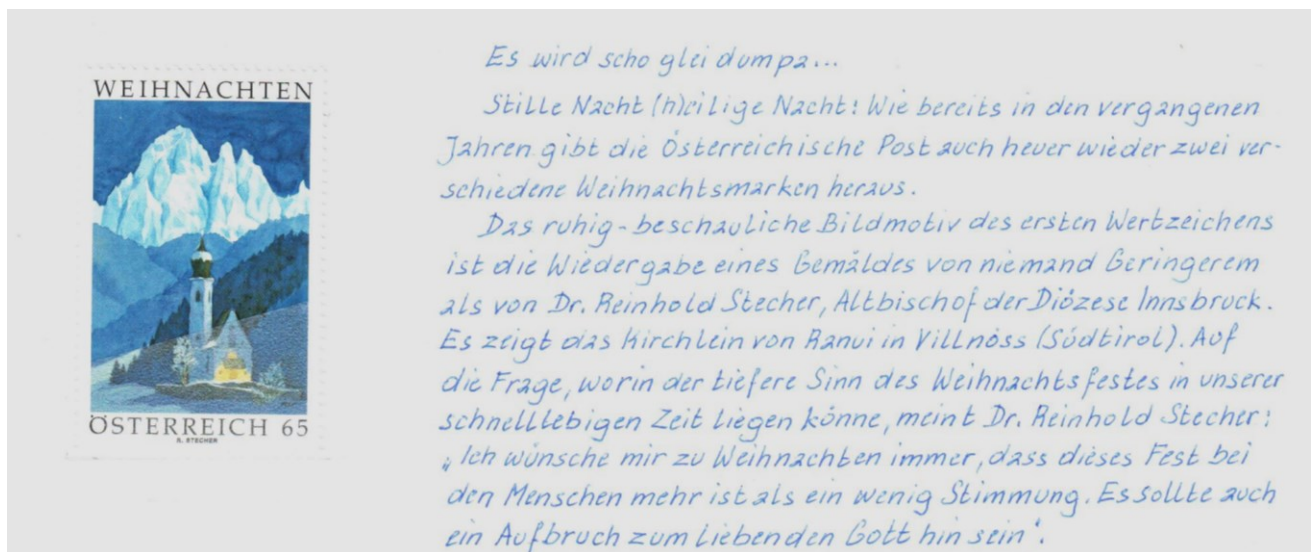 WEIHNACHTEN
ÖSTERREICH 65
R. STECHER
Es wird scho glei dumpa...
Stille Nacht (h)eilige Nacht! Wie bereits in den vergangenen
Jahren gibt die Österreichische Post auch heuer wieder zwei ver-
schiedene Weihnachtsmarken heraus.
Das ruhig-beschauliche Bildmotiv des ersten Wertzeichens
ist die Wiedergabe eines Gemäldes von niemand Geringerem
als von Dr. Reinhold Stecher, Altbischof der Diözese Innsbruck.
Es zeigt das Kirchlein von Ranui in Villnöss (Südtirol). Auf
die Frage, worin der tiefere Sinn des Weihnachtsfestes in unserer
schnelllebigen Zeit liegen könne, meint Dr. Reinhold Stecher:
„Ich wünsche mir zu Weihnachten immer, dass dieses Fest bei
den Menschen mehr ist als ein wenig Stimmung. Es sollte auch
ein Aufbruch zum liebenden Gott hin sein".